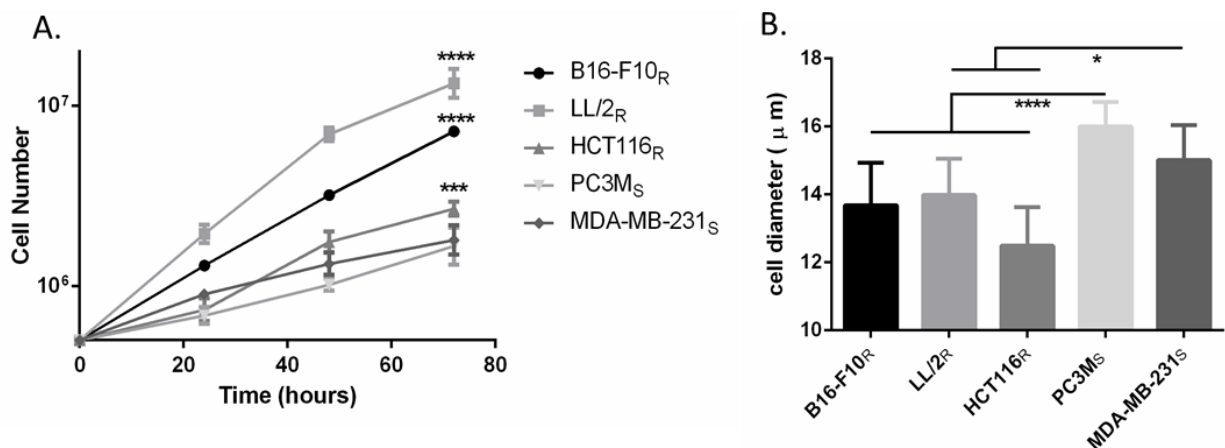 A.
****
****
***
10⁷
10⁶
Cell Number
0
20
40
60
80
Time (hours)
B16-F10R
LL/2R
HCT116R
PC3MS
MDA-MB-231S
B.
18
16
14
12
10
cell diameter ( μ m)
*
****
B16-F10R
LL/2R
HCT116R
PC3MS
MDA-MB-231S